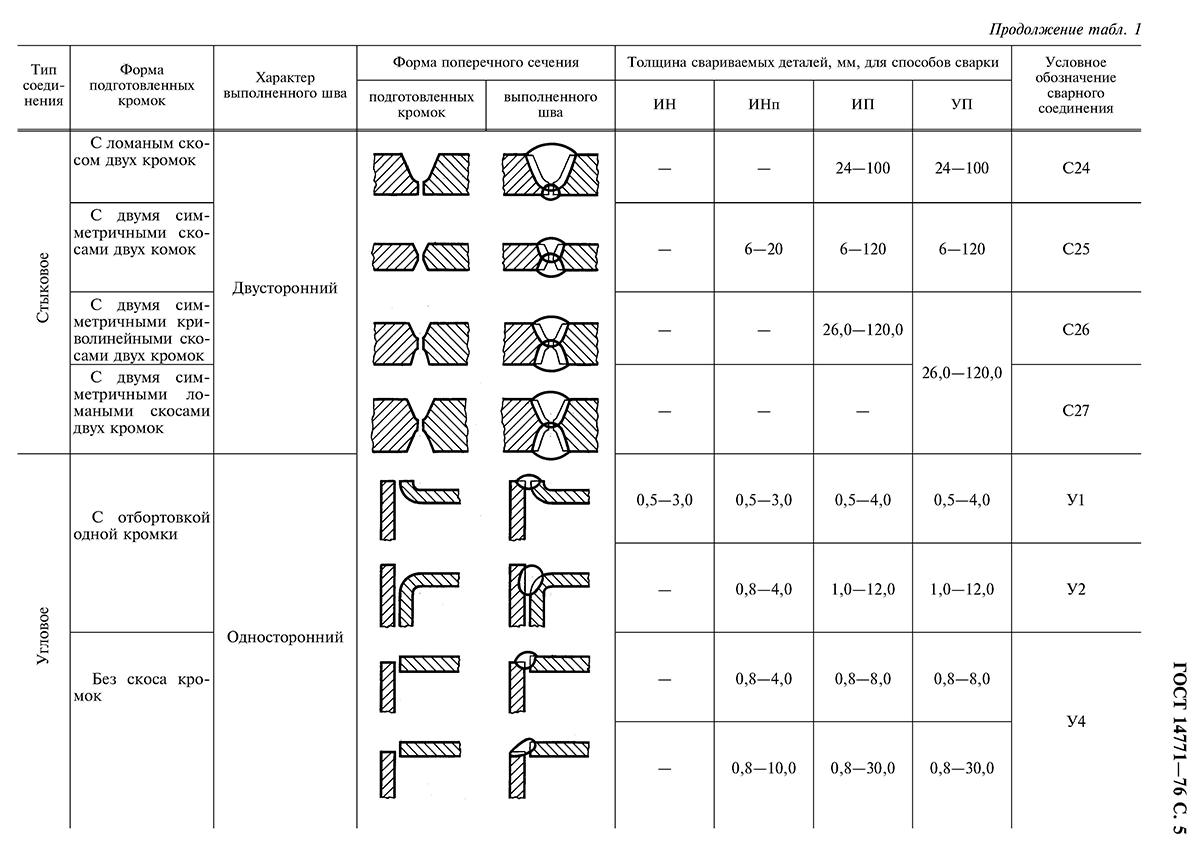 Продолжение табл. 1
Тип
соеди-
нения
Форма
подготовленных
кромок
Характер
выполненного шва
Форма поперечного сечения
подготовленных
кромок
выполненного
шва
Толщина свариваемых деталей, мм, для способов сварки
ИН
ИНп
ИП
УП
Условное
обозначение
сварного
соединения
Стыковое
С ломаным ско-
сом двух кромок
Двусторонний
—
—
24—100
24—100
С24
С двумя сим-
метричными ско-
сами двух комок
—
6—20
6—120
6—120
С25
С двумя сим-
метричными кри-
волинейными ско-
сами двух кромок
—
—
26,0—120,0
26,0—120,0
С26
С двумя сим-
метричными ло-
маными скосами
двух кромок
—
—
—
С27
Угловое
С отбортовкой
одной кромки
Односторонний
0,5—3,0
0,5—3,0
0,5—4,0
0,5—4,0
У1
—
0,8—4,0
1,0—12,0
1,0—12,0
У2
Без скоса кро-
мок
—
0,8—4,0
0,8—8,0
0,8—8,0
У4
—
0,8—10,0
0,8—30,0
0,8—30,0
ГОСТ 14771—76 С. 5